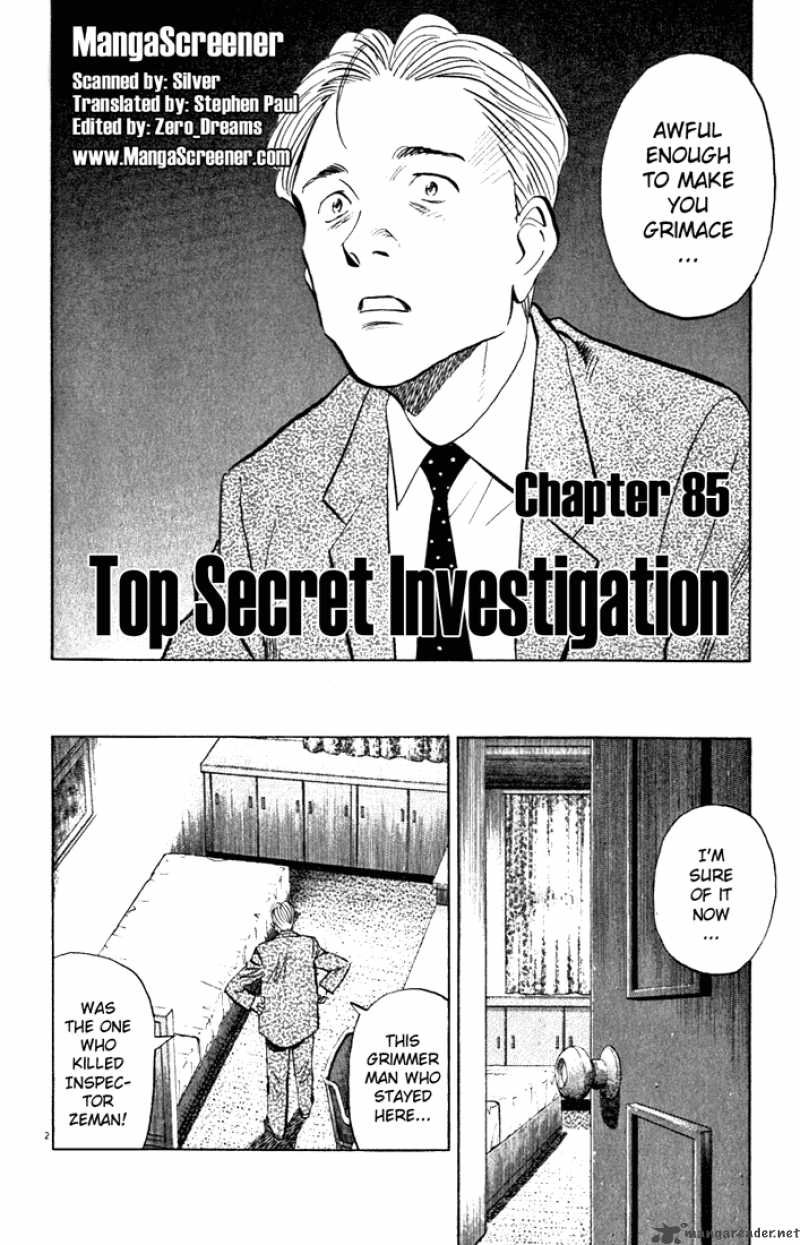 MangaScreener
Scanned by: Silver
Translated by: Stephen Paul
Edited by: Zero_Dreams
www.MangaScreener.com
AWFUL
ENOUGH
TO MAKE
YOU
GRIMACE
...
Chapter 85
Top Secret Investigation
I'M
SURE
OF IT
NOW
...
THIS
GRIMMER
MAN WHO
STAYED
HERE...
WAS
THE ONE
WHO
KILLED
INSPEC-
TOR
ZEMAN!
2
mangareader.net